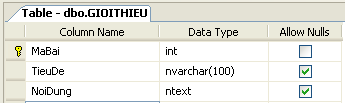 Table - dbo.GIOITHIEU
Column Name Data Type Allow Nulls
MaBai int
TieuDe nvarchar(100)
NoiDung ntext